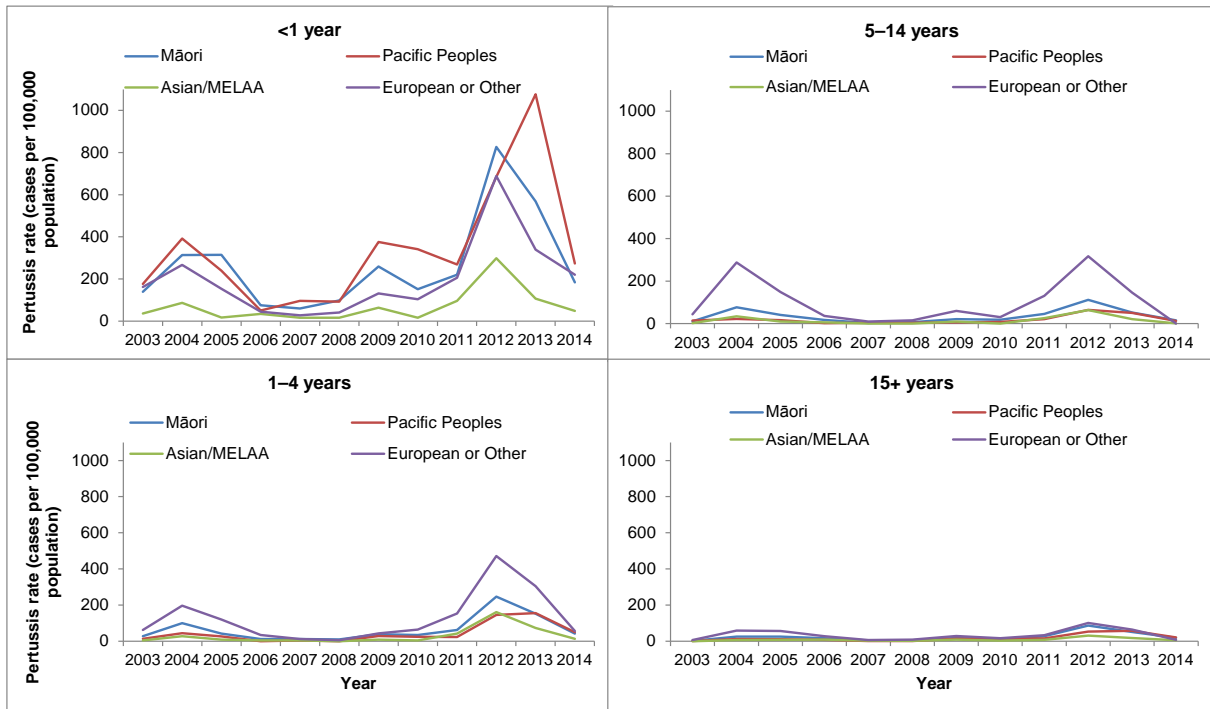 <1 year
Māori
Pacific Peoples
Asian/MELAA
European or Other
Pertussis rate (cases per 100,000
population)
1000
800
600
400
200
0
2003 2004 2005 2006 2007 2008 2009 2010 2011 2012 2013 2014
5–14 years
Māori
Pacific Peoples
Asian/MELAA
European or Other
1000
800
600
400
200
0
2003 2004 2005 2006 2007 2008 2009 2010 2011 2012 2013 2014
1–4 years
Māori
Pacific Peoples
Asian/MELAA
European or Other
Pertussis rate (cases per 100,000
population)
1000
800
600
400
200
0
2003 2004 2005 2006 2007 2008 2009 2010 2011 2012 2013 2014
Year
15+ years
Māori
Pacific Peoples
Asian/MELAA
European or Other
1000
800
600
400
200
0
2003 2004 2005 2006 2007 2008 2009 2010 2011 2012 2013 2014
Year